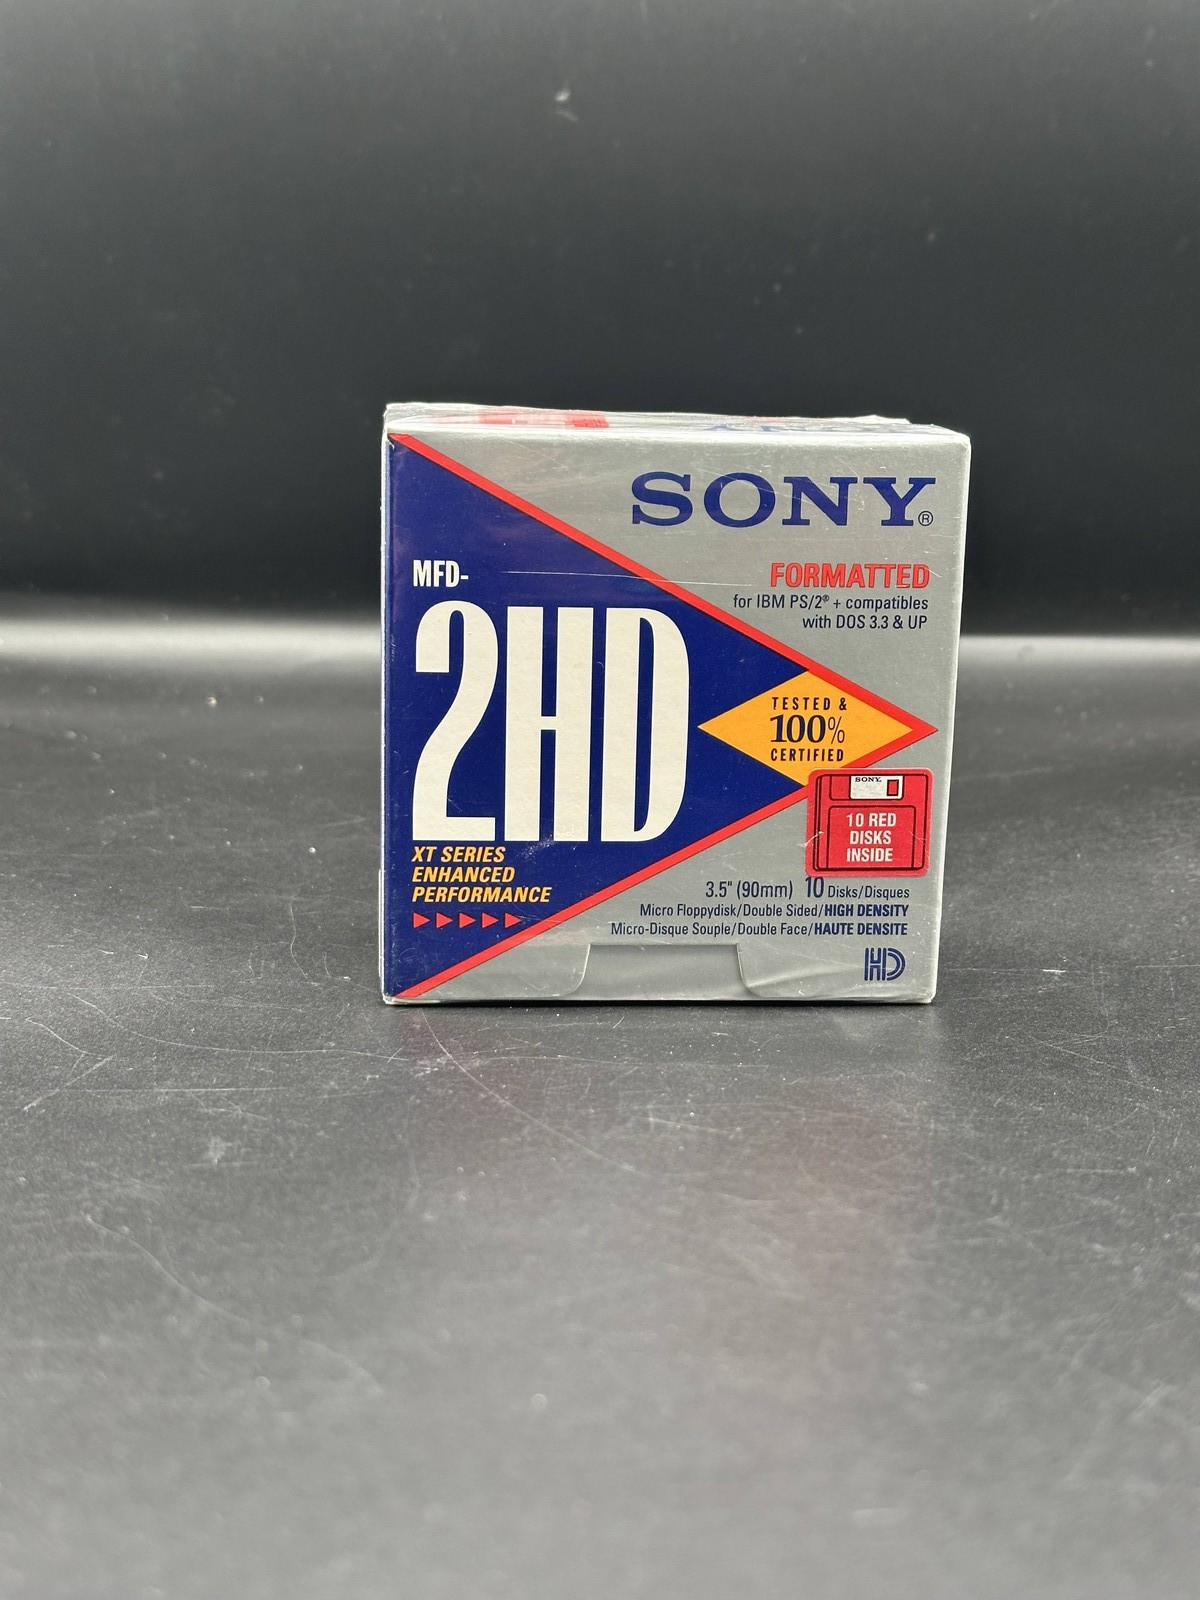 SONY®
FORMATTED
for IBM PS/2® + compatibles
with DOS 3.3 & UP
MFD-
2HD
TESTED &
100%
CERTIFIED
XT SERIES
ENHANCED
PERFORMANCE
SONY
10 RED
DISKS
INSIDE
3.5" (90mm) 10 Disks/Disques
Micro Floppydisk/Double Sided/HIGH DENSITY
Micro-Disque Souple/Double Face/HAUTE DENSITE
HD